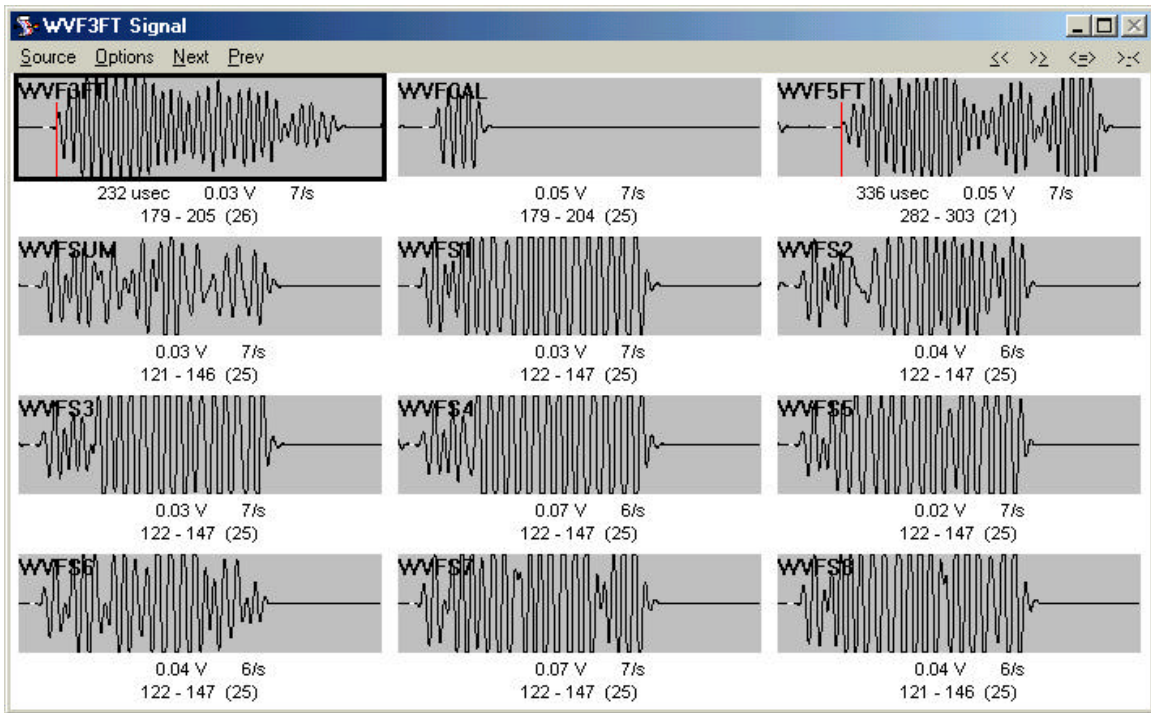 WVF3FT Signal
Source Options Next Prev << >> <=> >-<
WVF3FT WVFCAL WVF5FT
232 usec 0.03 V 7/s 0.05 V 7/s 336 usec 0.05 V 7/s
179 - 205 (26) 179 - 204 (25) 282 - 303 (21)
WVFSUM WVFS1 WVFS2
0.03 V 7/s 0.03 V 7/s 0.04 V 6/s
121 - 146 (25) 122 - 147 (25) 122 - 147 (25)
WVFS3 WVFS4 WVFS5
0.03 V 7/s 0.07 V 6/s 0.02 V 7/s
122 - 147 (25) 122 - 147 (25) 122 - 147 (25)
WVFS6 WVFS7 WVFS8
0.04 V 6/s 0.07 V 7/s 0.04 V 6/s
122 - 147 (25) 122 - 147 (25) 121 - 146 (25)